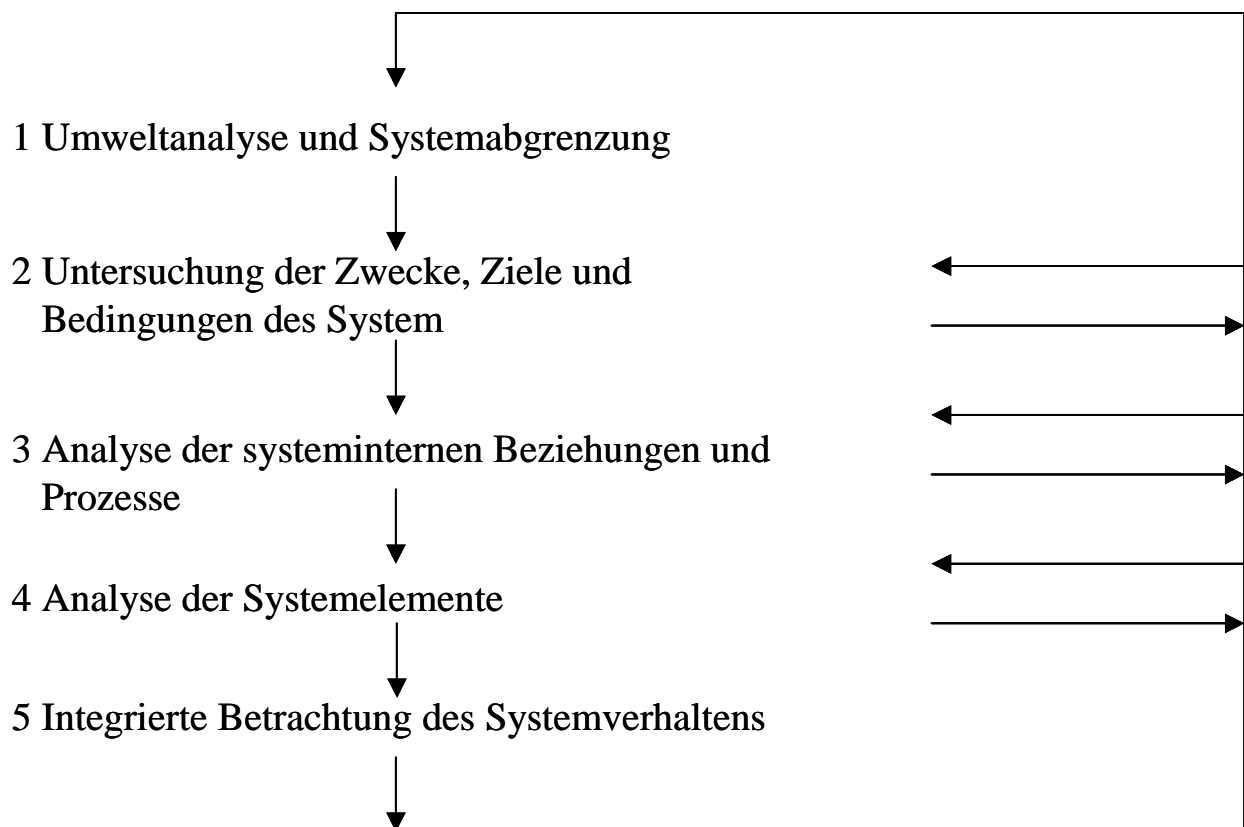 1 Umweltanalyse und Systemabgrenzung
2 Untersuchung der Zwecke, Ziele und
Bedingungen des System
3 Analyse der systeminternen Beziehungen und
Prozesse
4 Analyse der Systemelemente
5 Integrierte Betrachtung des Systemverhaltens